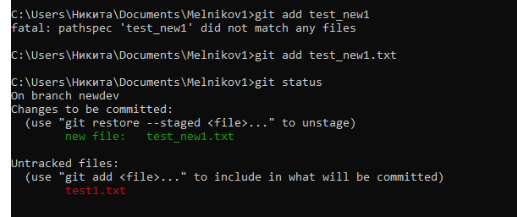 C:\Users\Никита\Documents\Melnikov1>git add test_new1
fatal: pathspec 'test_new1' did not match any files
C:\Users\Никита\Documents\Melnikov1>git add test_new1.txt
C:\Users\Никита\Documents\Melnikov1>git status
On branch newdev
Changes to be committed:
  (use "git restore --staged <file>..." to unstage)
        new file:   test_new1.txt
Untracked files:
  (use "git add <file>..." to include in what will be committed)
        test1.txt